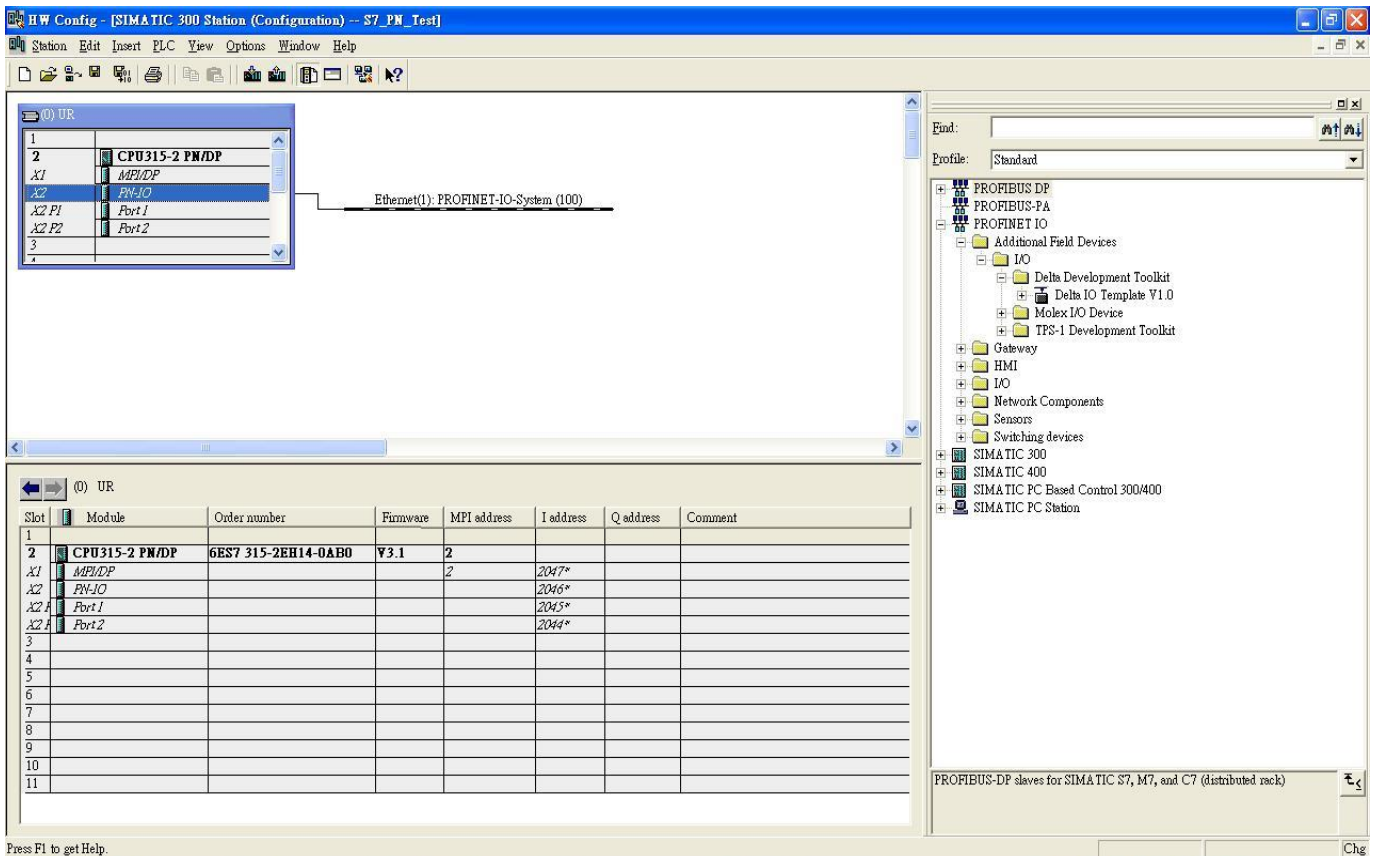 HW Config - [SIMATIC 300 Station (Configuration) -- S7_PN_Test]
Station Edit Insert PLC View Options Window Help
(0) UR
1
2 CPU315-2 PN/DP
X1 MPI/DP
X2 PN-IO
X2 P1 Port 1
X2 P2 Port 2
3
4
Ethernet(1): PROFINET-IO-System (100)
Find:
Profile: Standard
PROFIBUS DP
PROFIBUS-PA
PROFINET IO
Additional Field Devices
I/O
Delta Development Toolkit
Delta IO Template V1.0
Molex I/O Device
TPS-1 Development Toolkit
Gateway
HMI
I/O
Network Components
Sensors
Switching devices
SIMATIC 300
SIMATIC 400
SIMATIC PC Based Control 300/400
SIMATIC PC Station
PROFIBUS-DP slaves for SIMATIC S7, M7, and C7 (distributed rack)
(0) UR
Slot Module Order number Firmware MPI address I address Q address Comment
1
2 CPU315-2 PN/DP 6ES7 315-2EH14-0AB0 V3.1 2
X1 MPI/DP 2 2047*
X2 PN-IO 2046*
X2 P Port 1 2045*
X2 P Port 2 2044*
3
4
5
6
7
8
9
10
11
Press F1 to get Help.
Chg